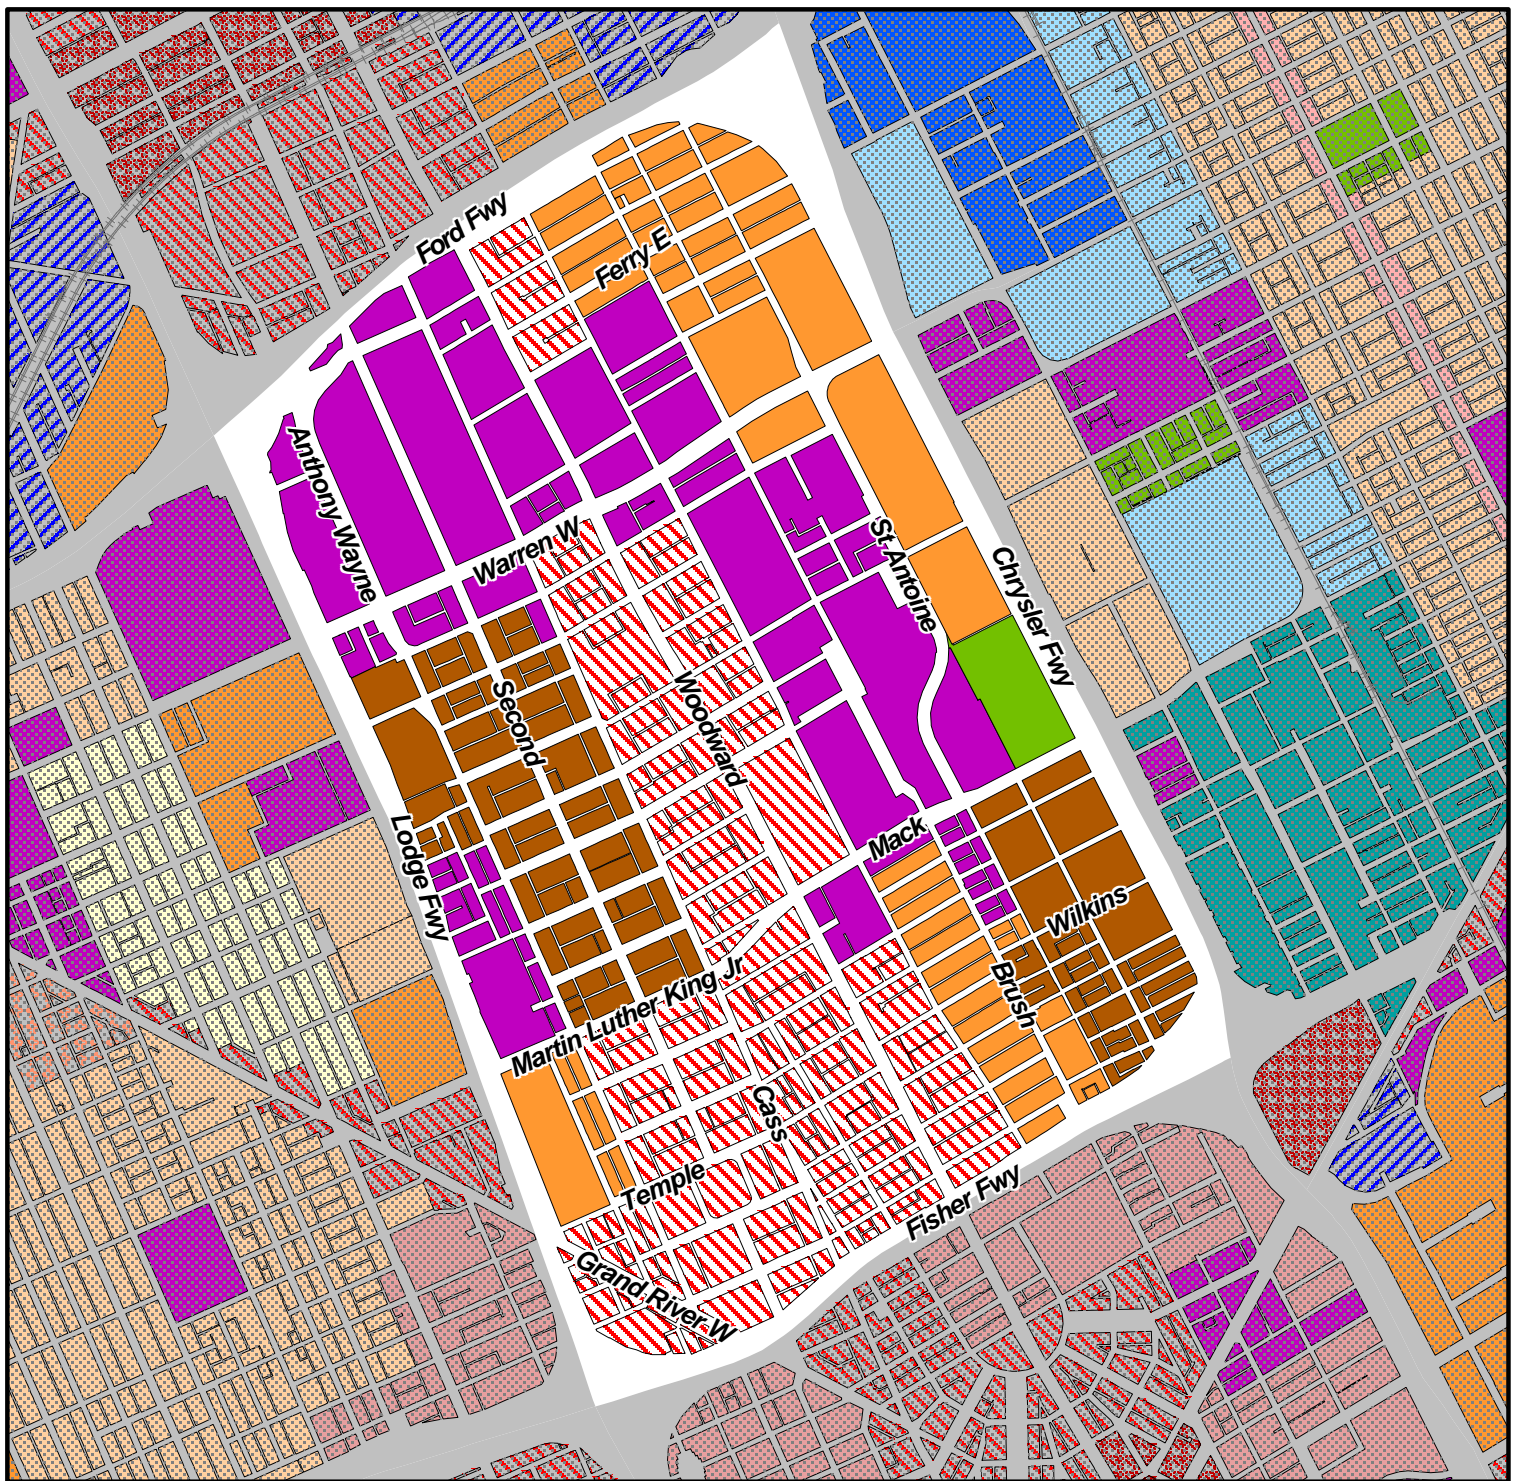 Ford Fwy
Ferry E
Anthony Wayne
Warren W
St Antoine
Chrysler Fwy
Second
Woodward
Lodge Fwy
Mack
Wilkins
Brush
Martin Luther King Jr
Cass
Temple
Fisher Fwy
Grand River W